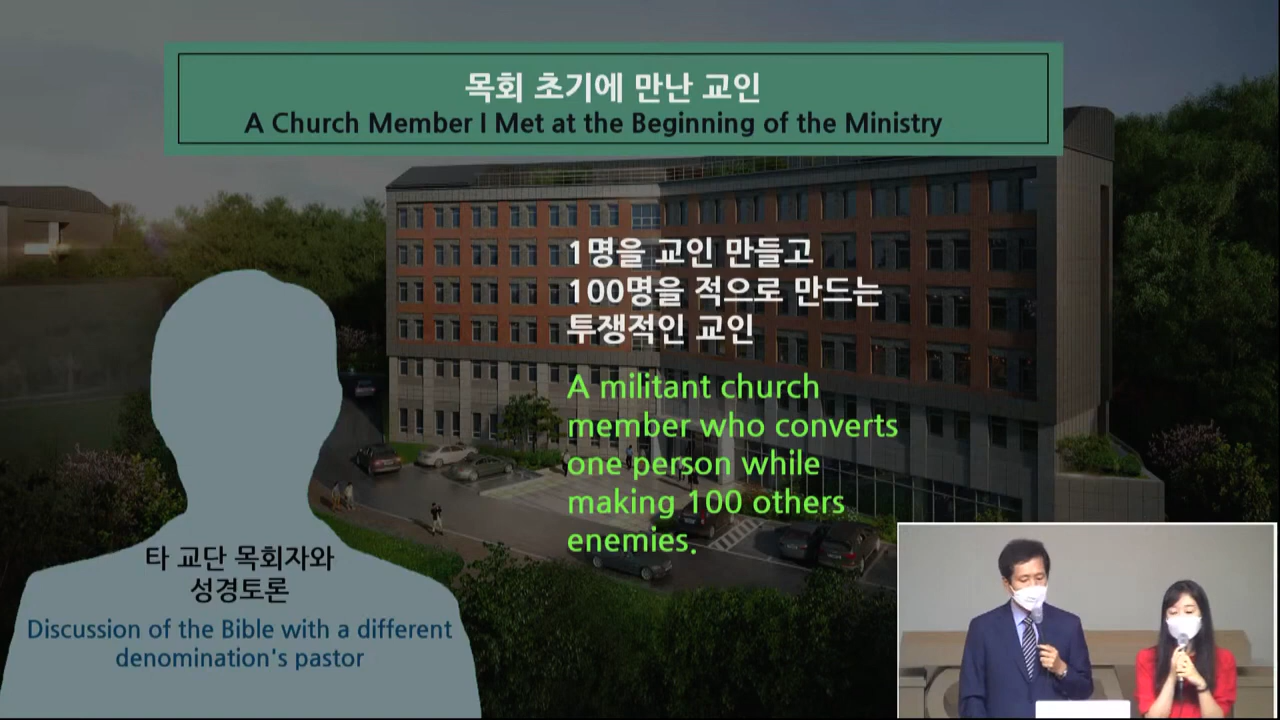 목회 초기에 만난 교인
A Church Member I Met at the Beginning of the Ministry
1명을 교인 만들고
100명을 적으로 만드는
투쟁적인 교인
A militant church
member who converts
one person while
making 100 others
enemies.
타 교단 목회자와
성경토론
Discussion of the Bible with a different
denomination's pastor